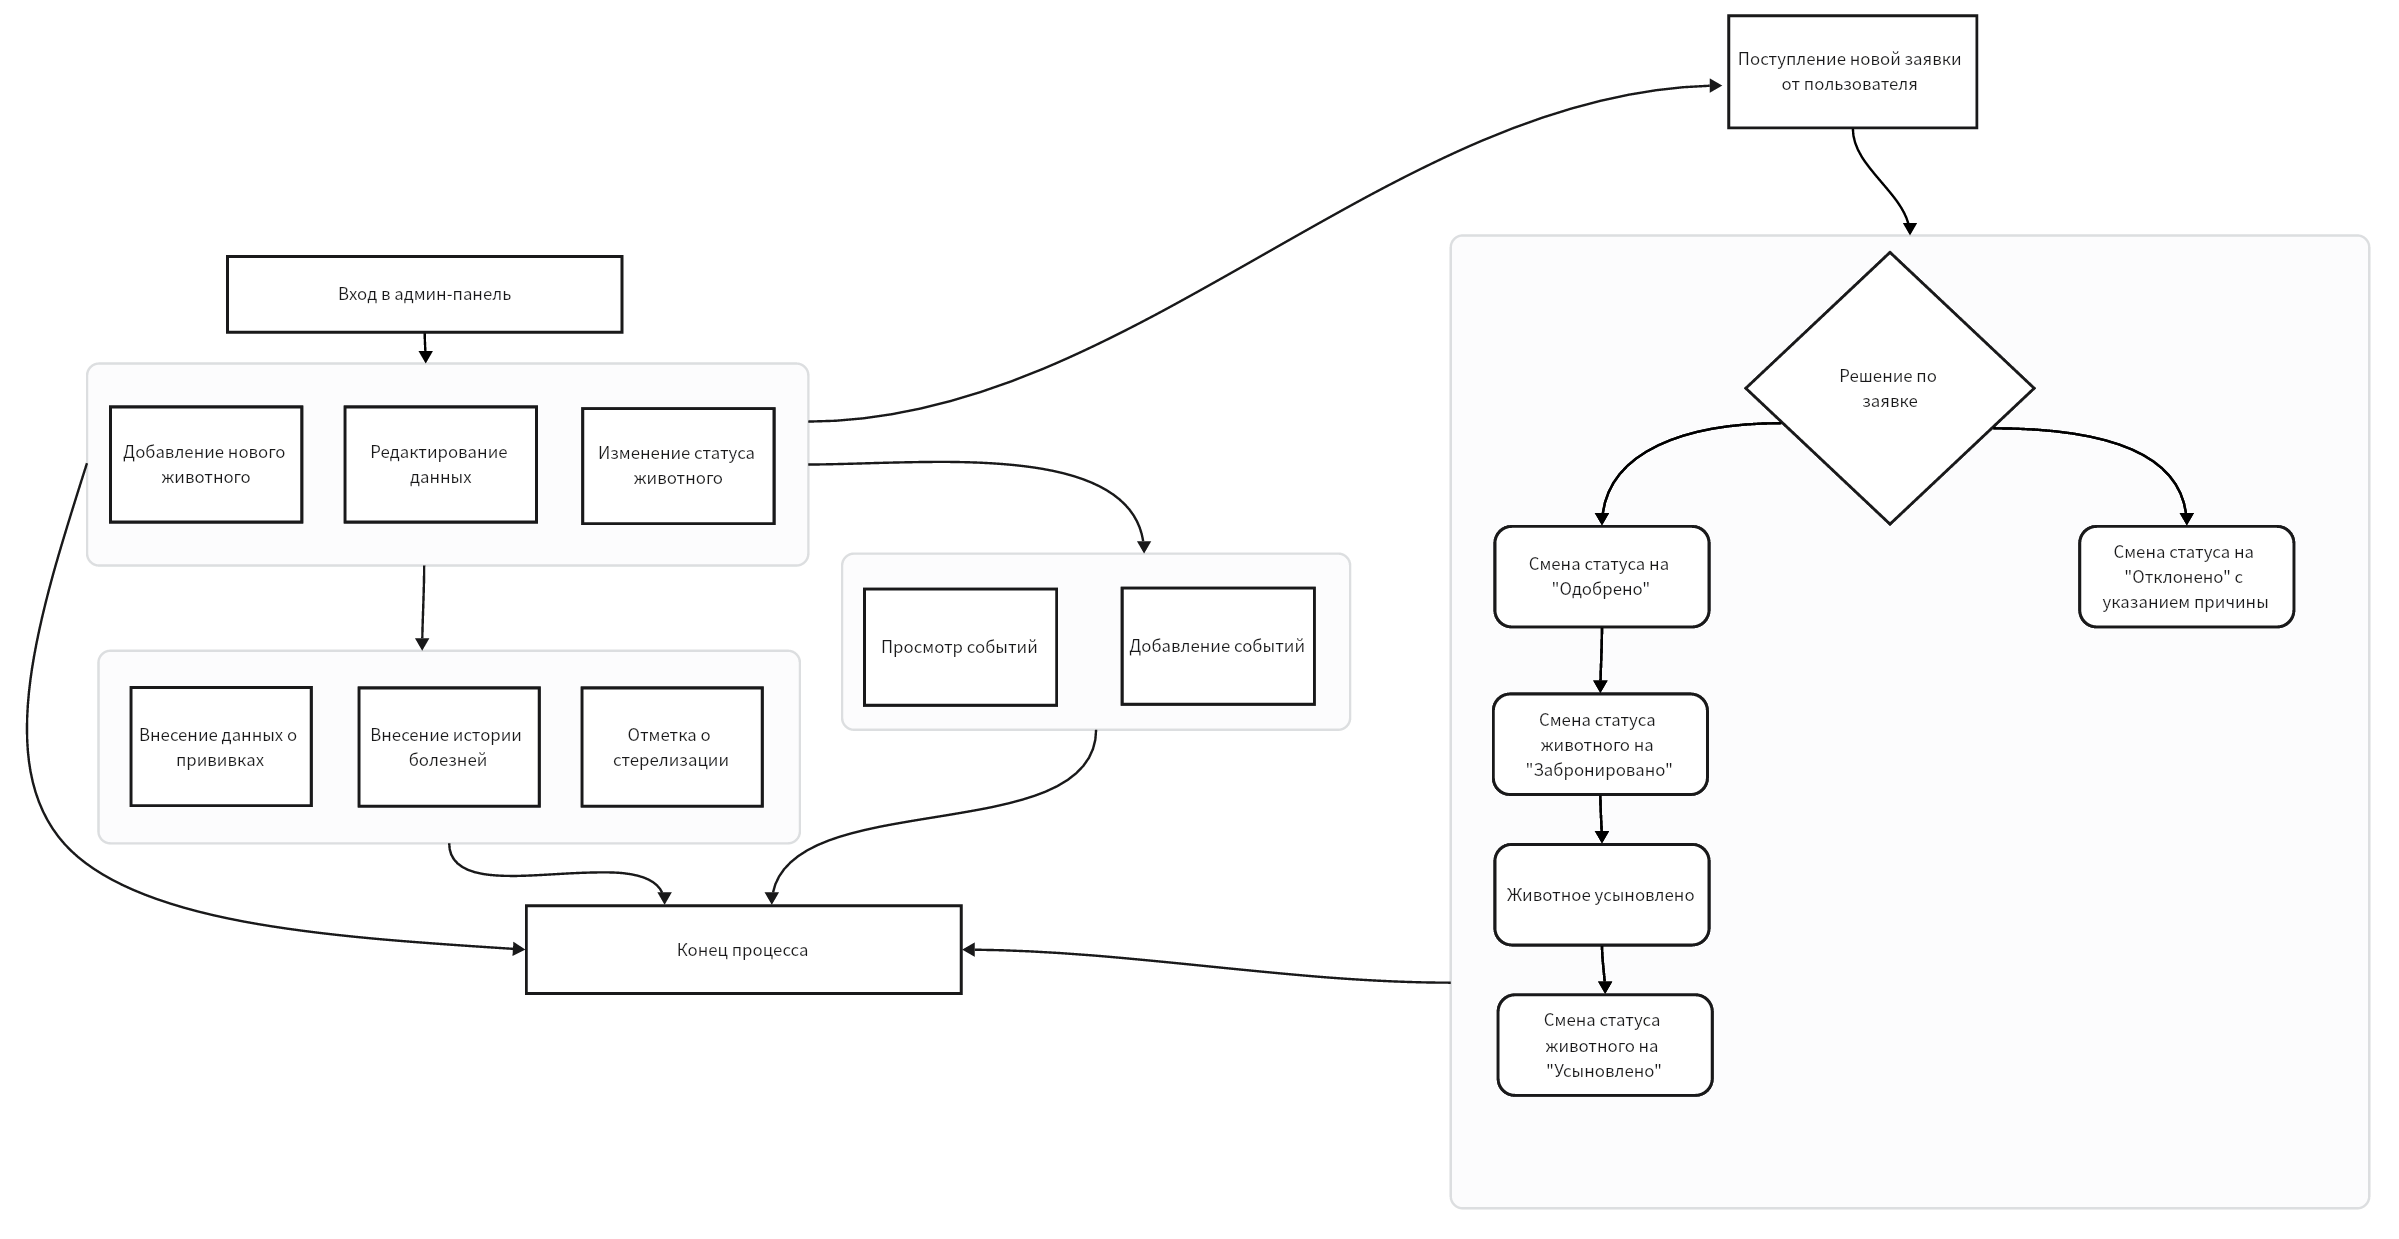 Поступление новой заявки
от пользователя
Вход в админ-панель
Добавление нового
животного
Редактирование
данных
Изменение статуса
животного
Внесение данных о
прививках
Внесение истории
болезней
Отметка о
стерелизации
Просмотр событий
Добавление событий
Конец процесса
Решение по
заявке
Смена статуса на
"Одобрено"
Смена статуса на
"Отклонено" с
указанием причины
Смена статуса
животного на
"Забронировано"
Животное усыновлено
Смена статуса
животного на
"Усыновлено"